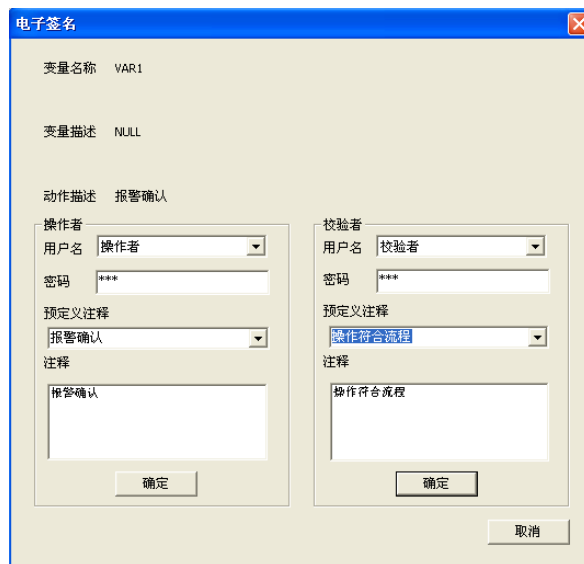 电子签名
变量名称 VAR1
变量描述 NULL
动作描述 报警确认
操作者
用户名 操作者
密码 ***
预定义注释
报警确认
注释
报警确认
确定
校验者
用户名 校验者
密码 ***
预定义注释
操作符合流程
注释
操作符合流程
确定
取消